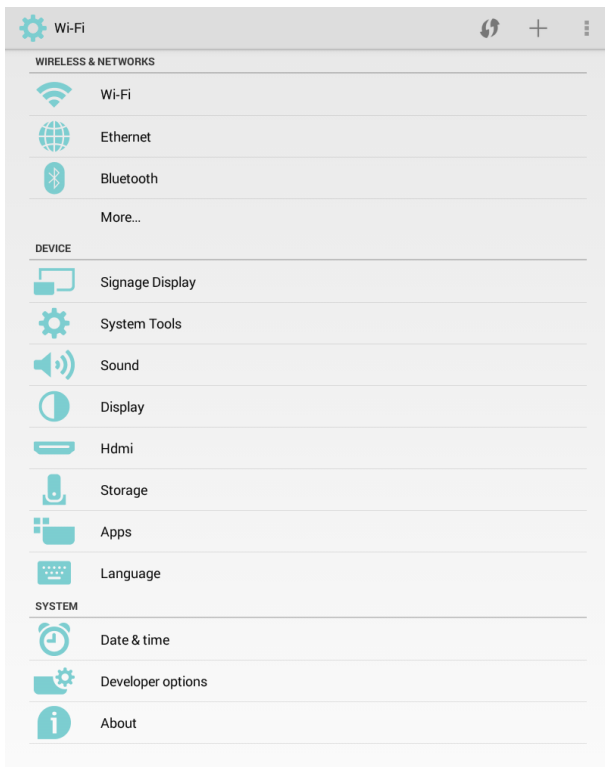 Wi-Fi
WIRELESS & NETWORKS
Wi-Fi
Ethernet
Bluetooth
More...
DEVICE
Signage Display
System Tools
Sound
Display
Hdmi
Storage
Apps
Language
SYSTEM
Date & time
Developer options
About